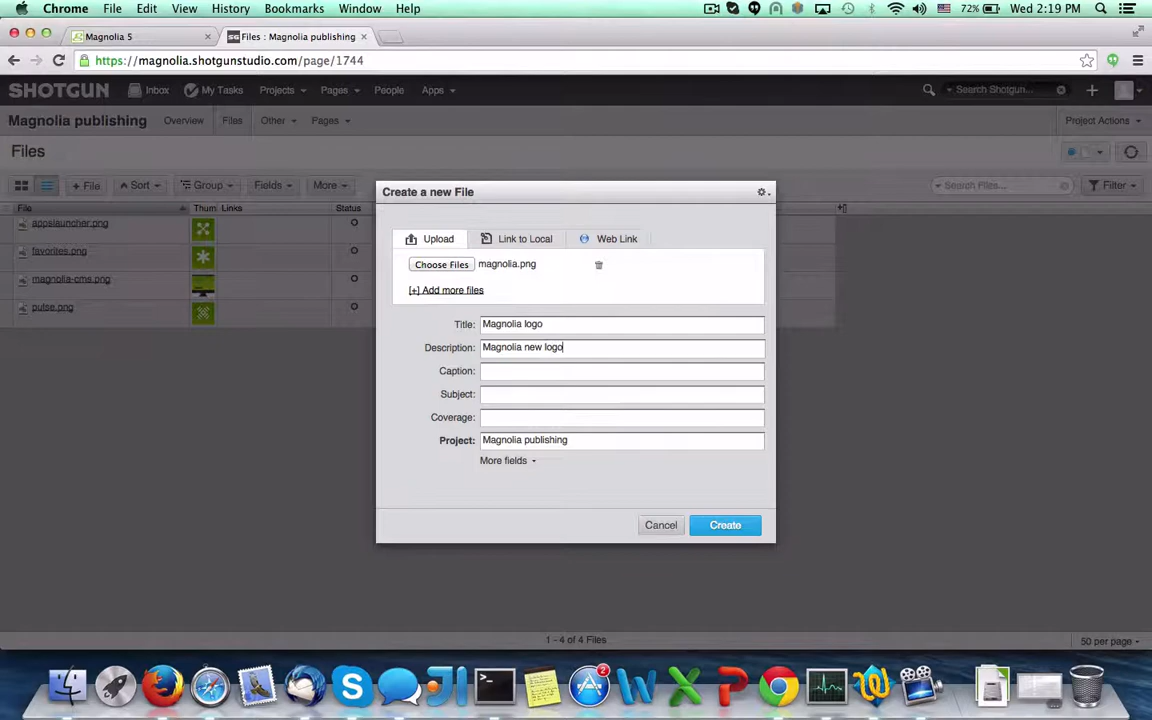 Chrome File Edit View History Bookmarks Window Help 72% Wed 2:19 PM
Magnolia 5 × Files : Magnolia publishing ×
https://magnolia.shotgunstudio.com/page/1744
SHOTGUN Inbox My Tasks Projects Pages People Apps Search Shotgun...
Magnolia publishing Overview Files Other Pages Project Actions
Files
+ File Sort Group Fields More Search Files... Filter
File Thum Links Status
appslauncher.png
favorites.png
magnolia-cms.png
pulse.png
Create a new File
Upload Link to Local Web Link
Choose Files magnolia.png
[+] Add more files
Title: Magnolia logo
Description: Magnolia new logo
Caption:
Subject:
Coverage:
Project: Magnolia publishing
More fields
Cancel Create
1 - 4 of 4 Files 50 per page
2